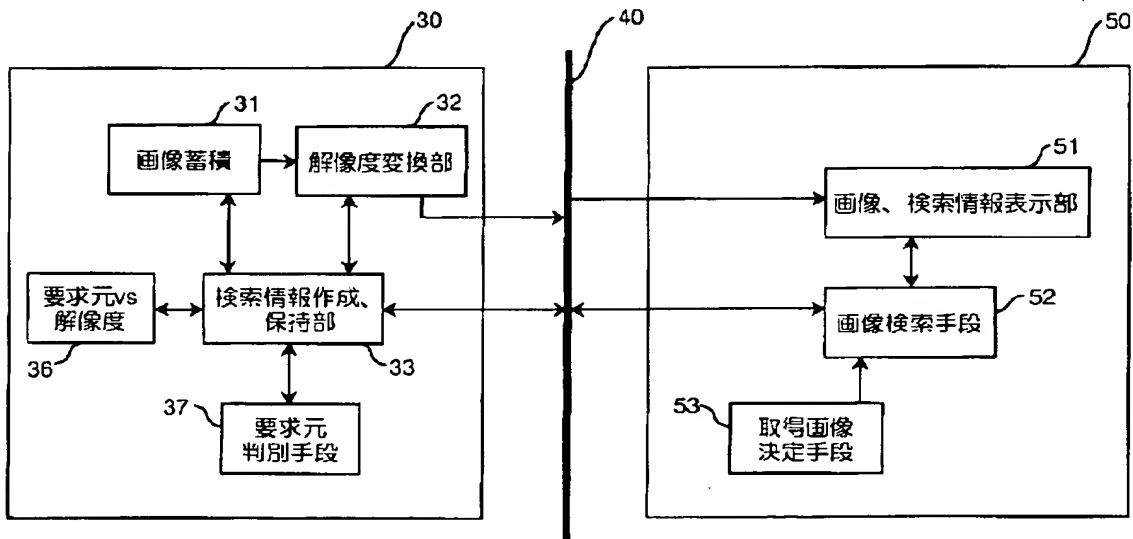 30
40
50
31
32
画像蓄積
解像度変換部
51
画像、検索情報表示部
要求元vs
解像度
36
検索情報作成、
保持部
33
画像検索手段
52
37
要求元
判別手段
53
取得画像
決定手段